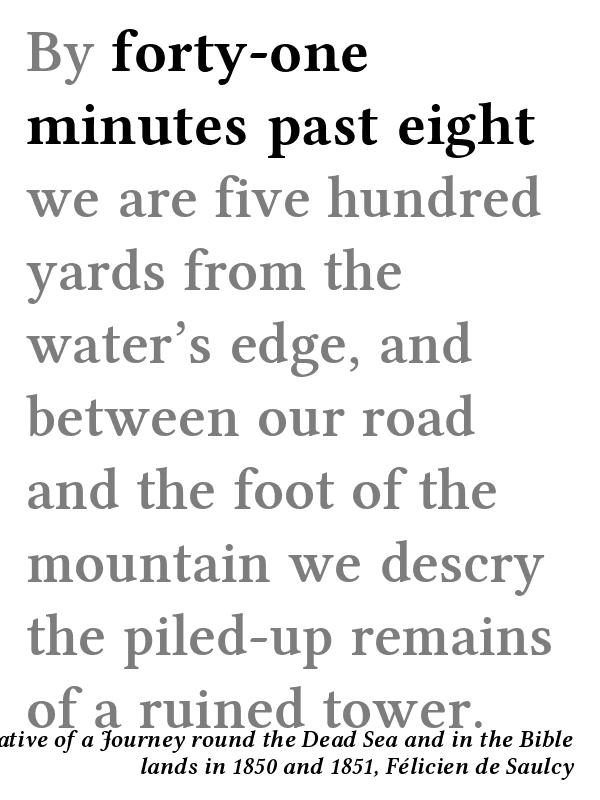 By forty-one
minutes past eight
we are five hundred
yards from the
water’s edge, and
between our road
and the foot of the
mountain we descry
the piled-up remains
of a ruined tower.
of a Journey round the Dead Sea and in the Bible
lands in 1850 and 1851, Félicien de Saulcy